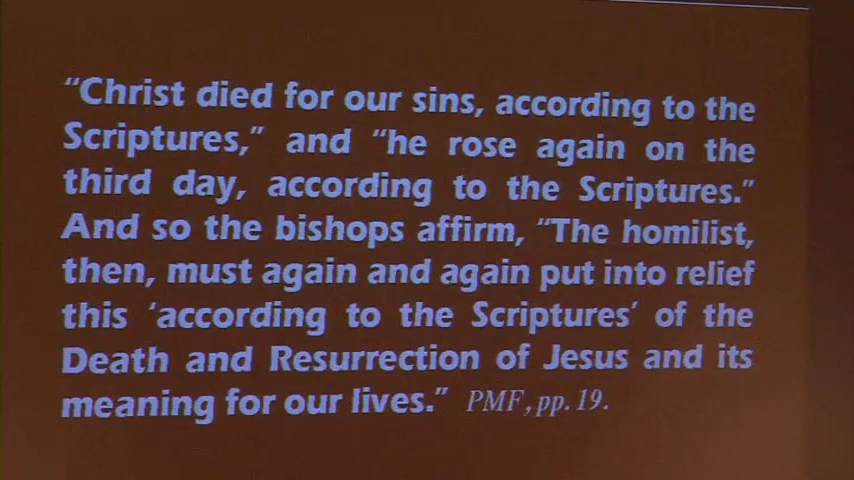 “Christ died for our sins, according to the
Scriptures,” and “he rose again on the
third day, according to the Scriptures.”
And so the bishops affirm, “The homilist,
then, must again and again put into relief
this ‘according to the Scriptures’ of the
Death and Resurrection of Jesus and its
meaning for our lives.” PMF, pp. 19.